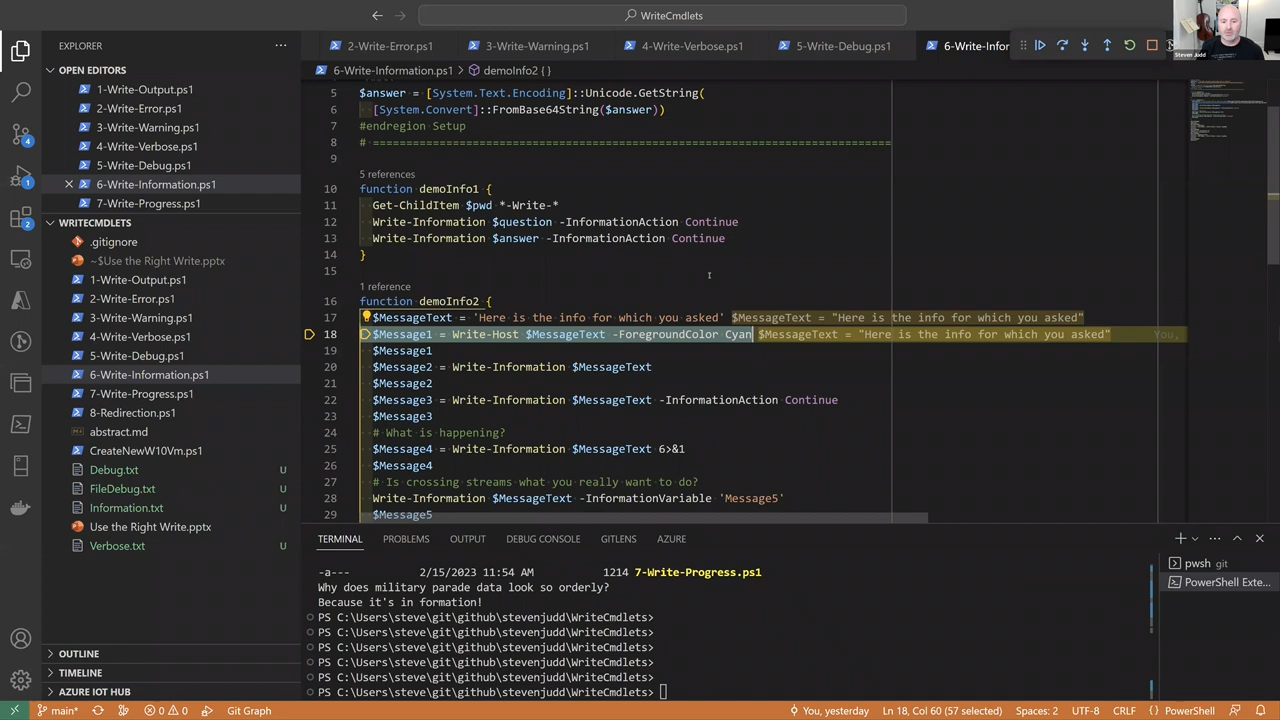 WriteCmdlets
Steven Judd
EXPLORER
OPEN EDITORS
1-Write-Output.ps1
2-Write-Error.ps1
3-Write-Warning.ps1
4-Write-Verbose.ps1
5-Write-Debug.ps1
6-Write-Information.ps1
7-Write-Progress.ps1
WRITECMDLETS
.gitignore
~$Use the Right Write.pptx
1-Write-Output.ps1
2-Write-Error.ps1
3-Write-Warning.ps1
4-Write-Verbose.ps1
5-Write-Debug.ps1
6-Write-Information.ps1
7-Write-Progress.ps1
8-Redirection.ps1
abstract.md
CreateNewW10Vm.ps1
Debug.txt U
FileDebug.txt U
Information.txt U
Use the Right Write.pptx
Verbose.txt U
OUTLINE
TIMELINE
AZURE IOT HUB
4
1
2
2-Write-Error.ps1 3-Write-Warning.ps1 4-Write-Verbose.ps1 5-Write-Debug.ps1 6-Write-Infor
6-Write-Information.ps1 > demoInfo2 { }
5 $answer = [System.Text.Encoding]::Unicode.GetString(
6 [System.Convert]::FromBase64String($answer))
7 #endregion Setup
8 # =============================================================================
9
5 references
10 function demoInfo1 {
11 Get-ChildItem $pwd *-Write-*
12 Write-Information $question -InformationAction Continue
13 Write-Information $answer -InformationAction Continue
14 }
15
1 reference
16 function demoInfo2 {
17 $MessageText = 'Here is the info for which you asked' $MessageText = "Here is the info for which you asked"
18 $Message1 = Write-Host $MessageText -ForegroundColor Cyan $MessageText = "Here is the info for which you asked" You,
19 $Message1
20 $Message2 = Write-Information $MessageText
21 $Message2
22 $Message3 = Write-Information $MessageText -InformationAction Continue
23 $Message3
24 # What is happening?
25 $Message4 = Write-Information $MessageText 6>&1
26 $Message4
27 # Is crossing streams what you really want to do?
28 Write-Information $MessageText -InformationVariable 'Message5'
29 $Message5
TERMINAL PROBLEMS OUTPUT DEBUG CONSOLE GITLENS AZURE
-a--- 2/15/2023 11:54 AM 1214 7-Write-Progress.ps1
Why does military parade data look so orderly?
Because it's in formation!
PS C:\Users\steve\git\github\stevenjudd\WriteCmdlets>
PS C:\Users\steve\git\github\stevenjudd\WriteCmdlets>
PS C:\Users\steve\git\github\stevenjudd\WriteCmdlets>
PS C:\Users\steve\git\github\stevenjudd\WriteCmdlets>
PS C:\Users\steve\git\github\stevenjudd\WriteCmdlets>
PS C:\Users\steve\git\github\stevenjudd\WriteCmdlets>
pwsh git
PowerShell Exte...
main* 0 0 Git Graph You, yesterday Ln 18, Col 60 (57 selected) Spaces: 2 UTF-8 CRLF { } PowerShell